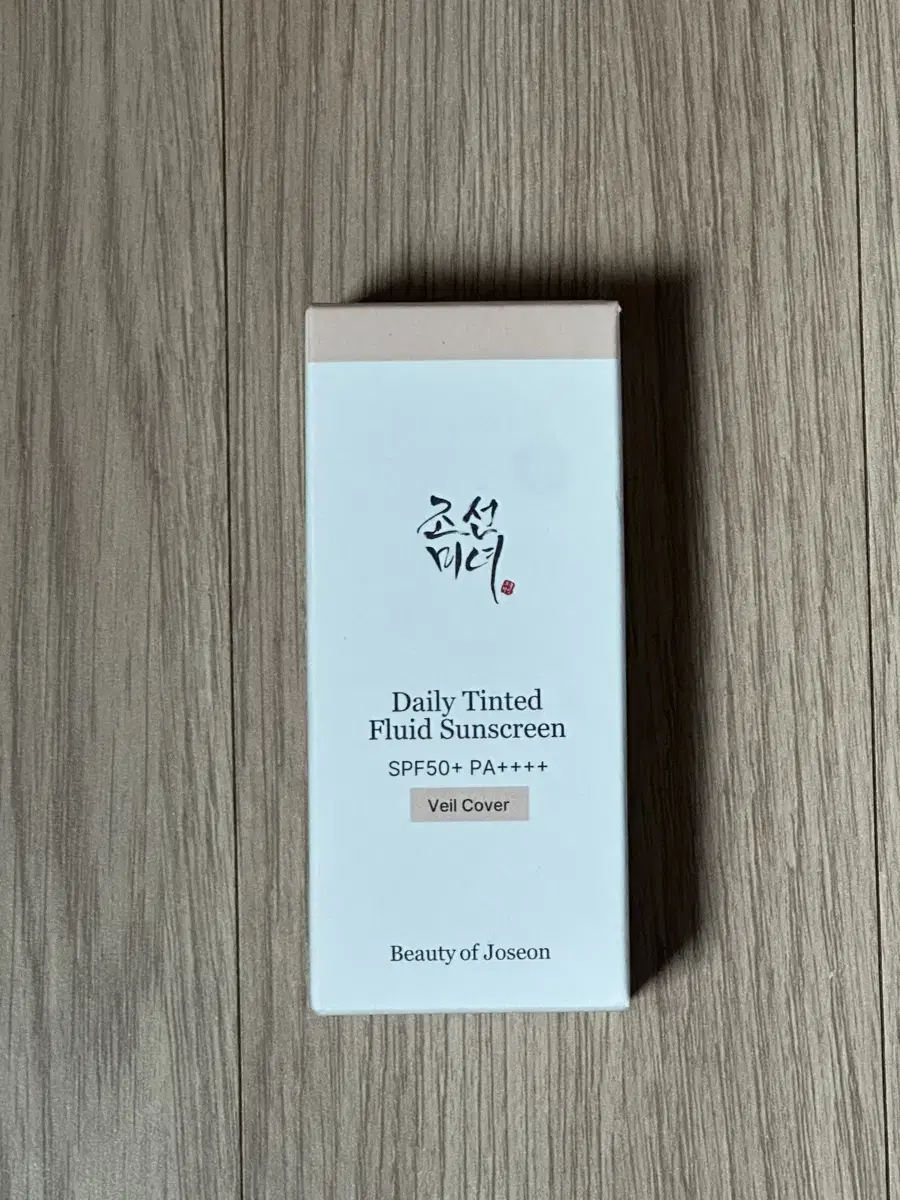 조선
미녀
Daily Tinted
Fluid Sunscreen
SPF50+ PA++++
Veil Cover
Beauty of Joseon